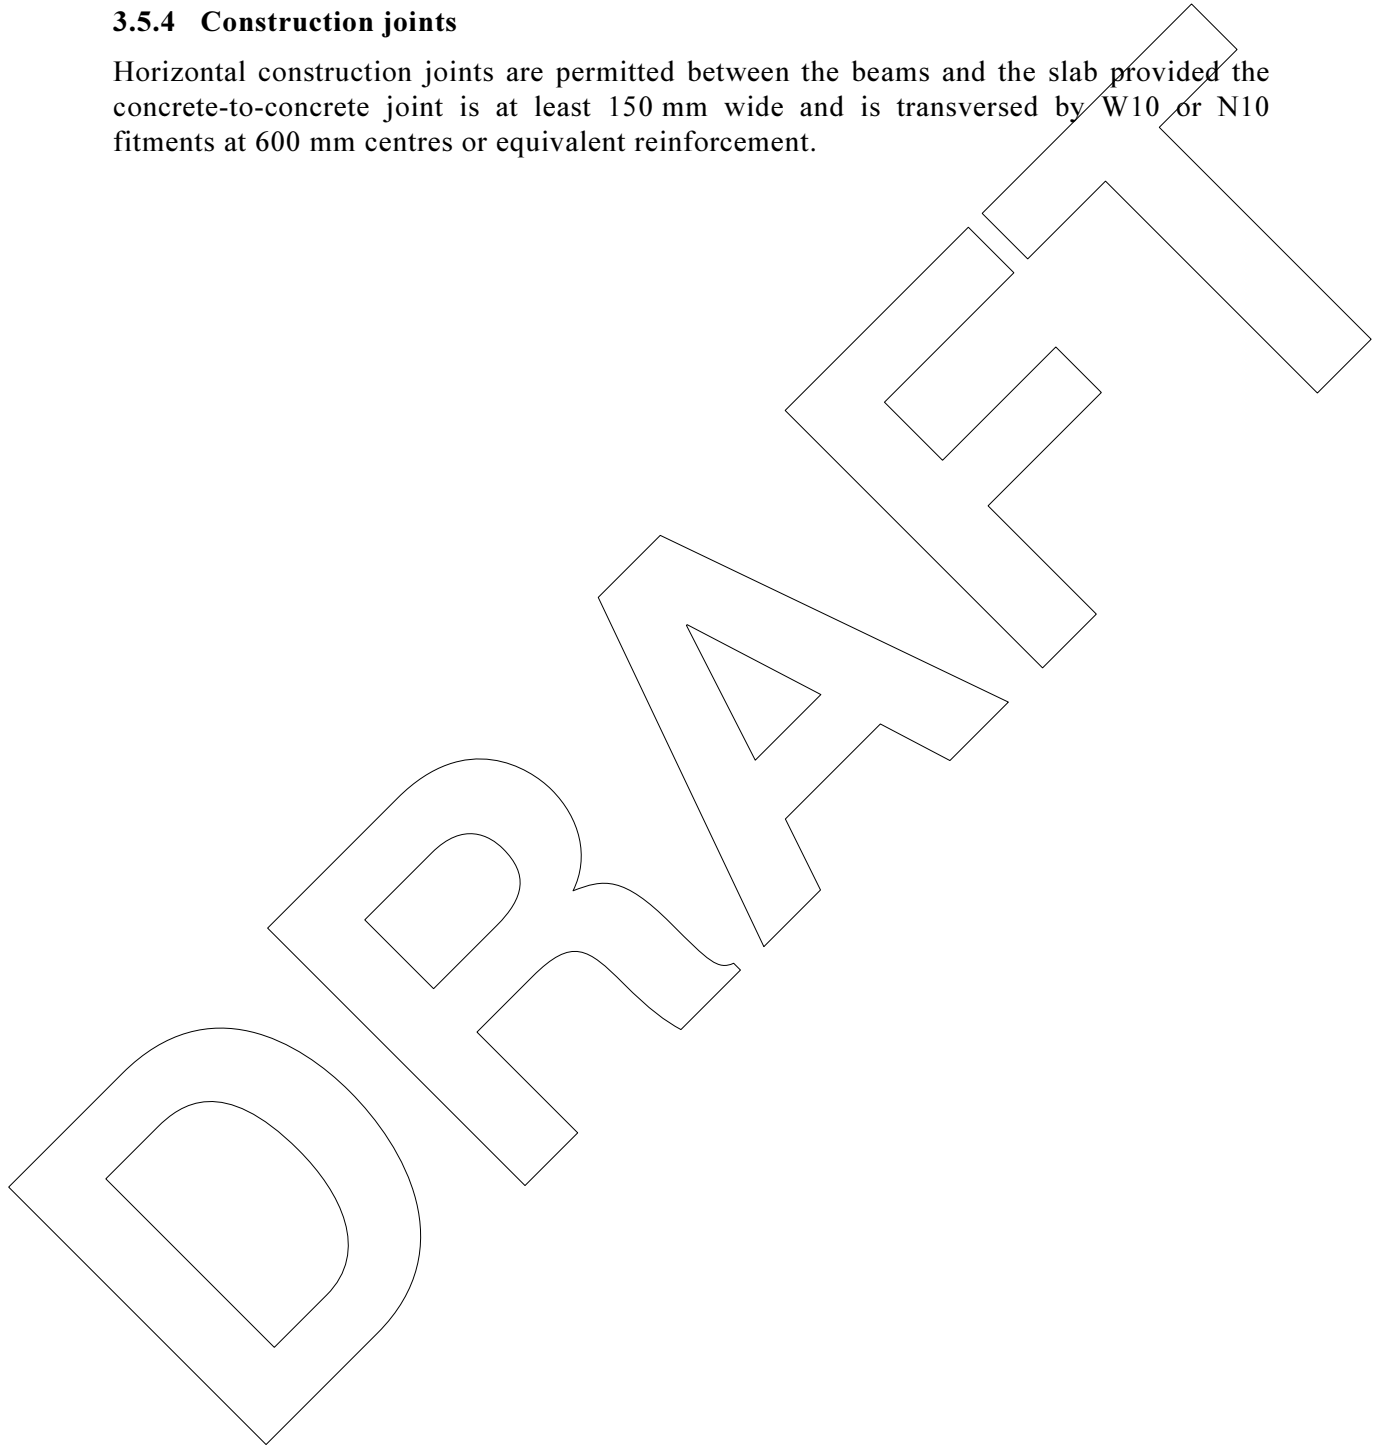 3.5.4 Construction joints
Horizontal construction joints are permitted between the beams and the slab provided the
concrete-to-concrete joint is at least 150 mm wide and is transversed by W10 or N10
fitments at 600 mm centres or equivalent reinforcement.
DRAFT